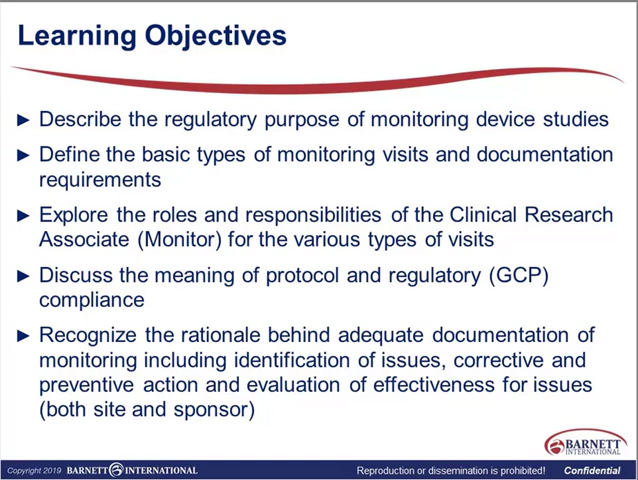 Learning Objectives
► Describe the regulatory purpose of monitoring device studies
► Define the basic types of monitoring visits and documentation
requirements
► Explore the roles and responsibilities of the Clinical Research
Associate (Monitor) for the various types of visits
► Discuss the meaning of protocol and regulatory (GCP)
compliance
► Recognize the rationale behind adequate documentation of
monitoring including identification of issues, corrective and
preventive action and evaluation of effectiveness for issues
(both site and sponsor)
BARNETT
INTERNATIONAL
Copyright 2019 BARNETT INTERNATIONAL Reproduction or dissemination is prohibited! Confidential